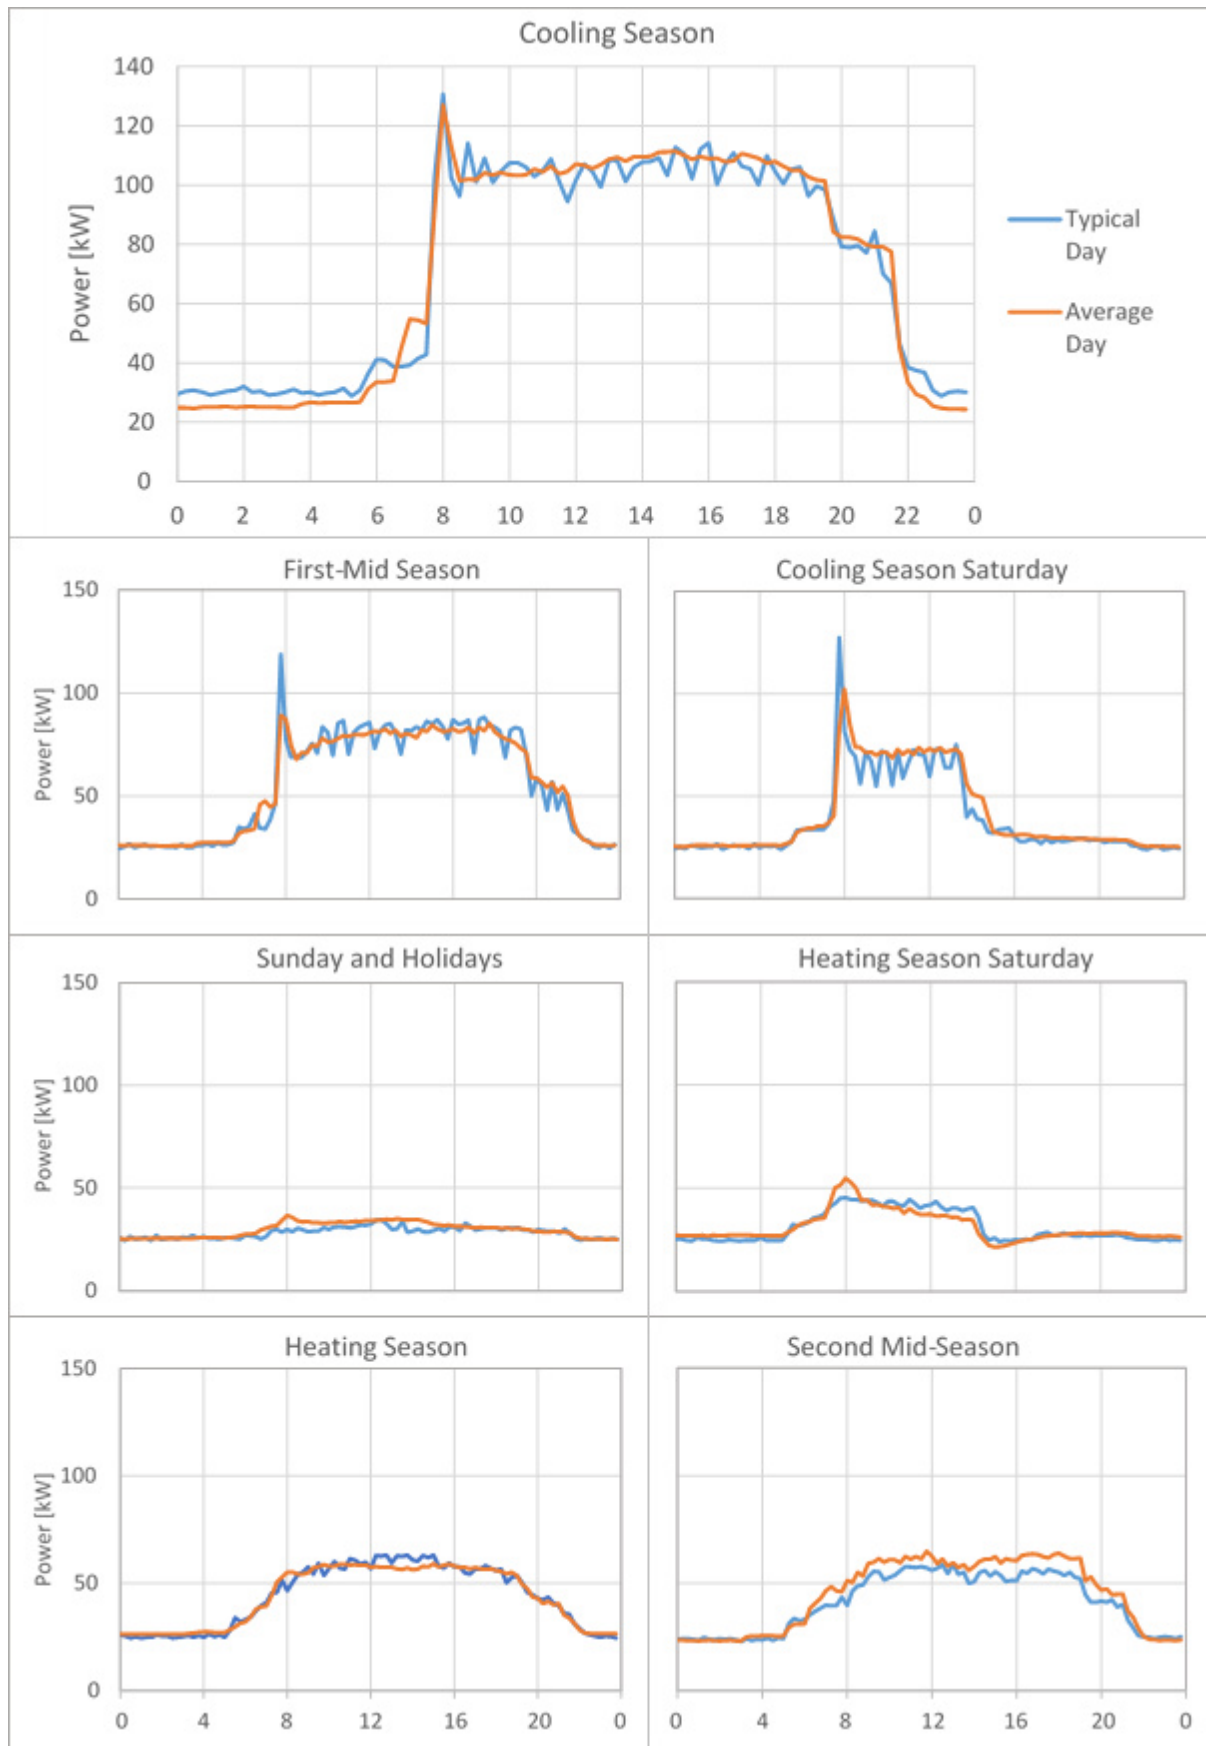 Cooling Season
140
120
100
80
60
40
20
0
Power [kW]
0 2 4 6 8 10 12 14 16 18 20 22 0
Typical
Day
Average
Day
First-Mid Season
150
100
50
0
Power [kW]
Cooling Season Saturday
Sunday and Holidays
150
100
50
0
Power [kW]
Heating Season Saturday
Heating Season
150
100
50
0
Power [kW]
0 4 8 12 16 20 0
Second Mid-Season
0 4 8 12 16 20 0